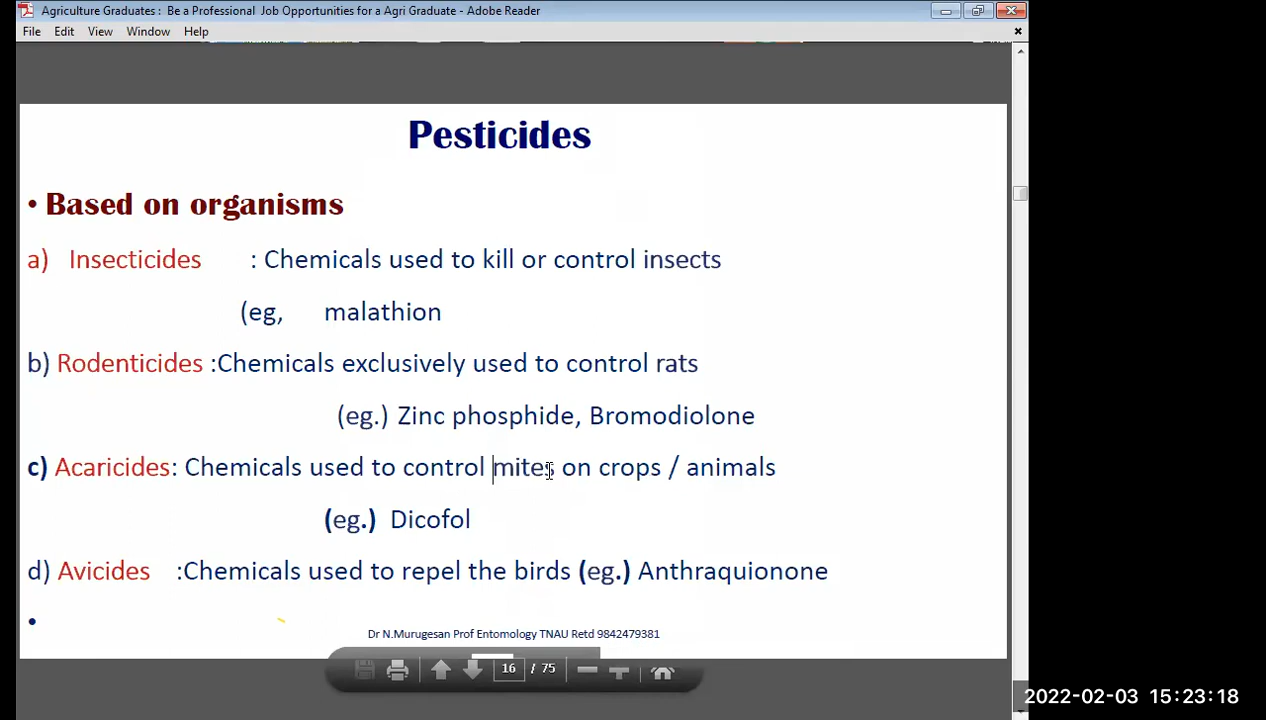 Agriculture Graduates : Be a Professional Job Opportunities for a Agri Graduate - Adobe Reader
File Edit View Window Help
Pesticides
• Based on organisms
a) Insecticides : Chemicals used to kill or control insects
(eg, malathion
b) Rodenticides :Chemicals exclusively used to control rats
(eg.) Zinc phosphide, Bromodiolone
c) Acaricides: Chemicals used to control mites on crops / animals
(eg.) Dicofol
d) Avicides :Chemicals used to repel the birds (eg.) Anthraquionone
•
Dr N.Murugesan Prof Entomology TNAU Retd 9842479381
16 / 75
2022-02-03 15:23:18